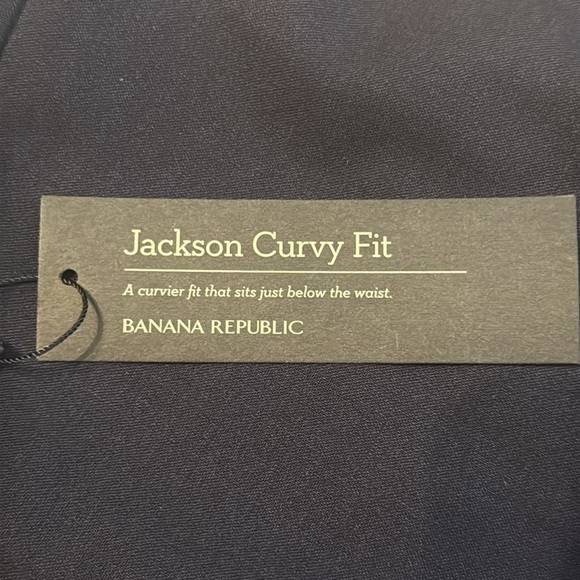 Jackson Curvy Fit
A curvier fit that sits just below the waist.
BANANA REPUBLIC